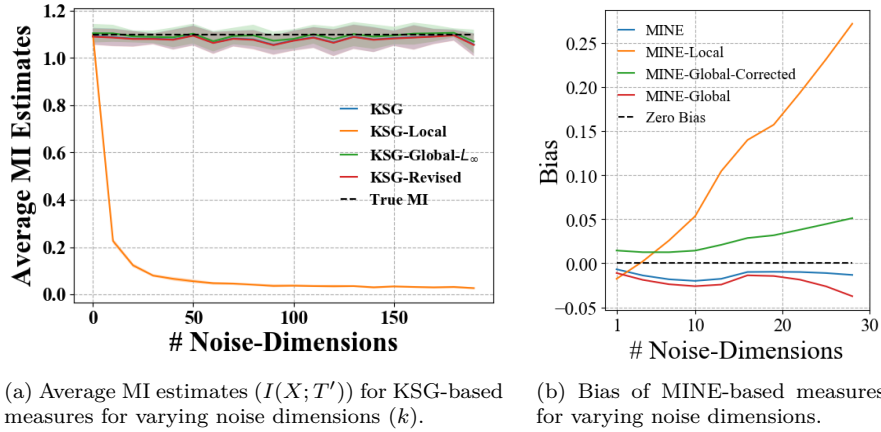 Average MI Estimates
1.2
1.0
0.8
0.6
0.4
0.2
0.0
KSG
KSG-Local
KSG-Global-L∞
KSG-Revised
True MI
0
50
100
150
# Noise-Dimensions
Bias
0.25
0.20
0.15
0.10
0.05
0.00
−0.05
MINE
MINE-Local
MINE-Global-Corrected
MINE-Global
Zero Bias
1
10
20
30
# Noise-Dimensions
(a) Average MI estimates (I(X; T′)) for KSG-based
measures for varying noise dimensions (k).
(b) Bias of MINE-based measures
for varying noise dimensions.